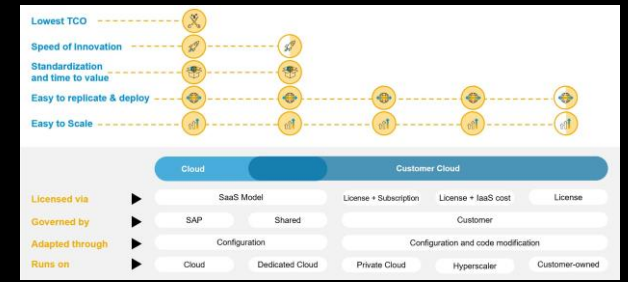 Lowest TCO
Speed of Innovation
Standardization
and time to value
Easy to replicate & deploy
Easy to Scale
Cloud Customer Cloud
Licensed via SaaS Model License + Subscription License + IaaS cost License
Governed by SAP Shared Customer
Adapted through Configuration Configuration and code modification
Runs on Cloud Dedicated Cloud Private Cloud Hyperscaler Customer-owned